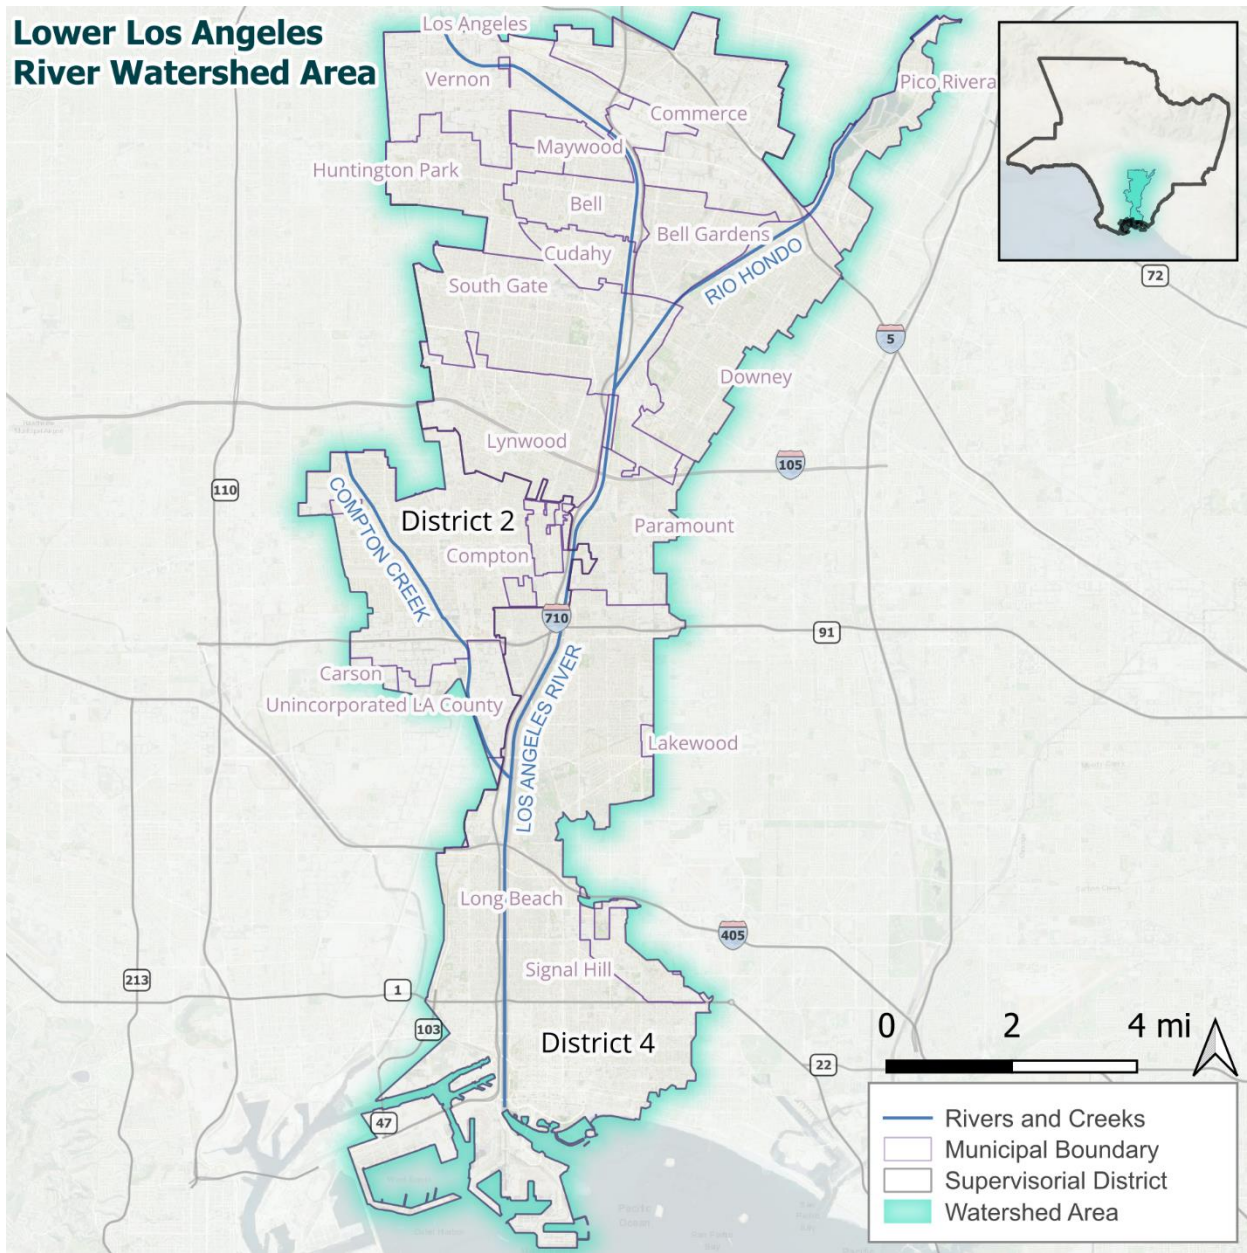 Lower Los Angeles
River Watershed Area
Los Angeles
Vernon
Pico Rivera
Commerce
Maywood
Huntington Park
Bell
Bell Gardens
Cudahy
RIO HONDO
South Gate
72
5
Downey
Lynwood
105
110
COMPTON CREEK
District 2
Paramount
Compton
710
91
Carson
Unincorporated LA County
LOS ANGELES RIVER
Lakewood
Long Beach
405
Signal Hill
213
1
103
District 4
0 2 4 mi
22
47
Rivers and Creeks
Municipal Boundary
Supervisorial District
Watershed Area
Pacific
Ocean